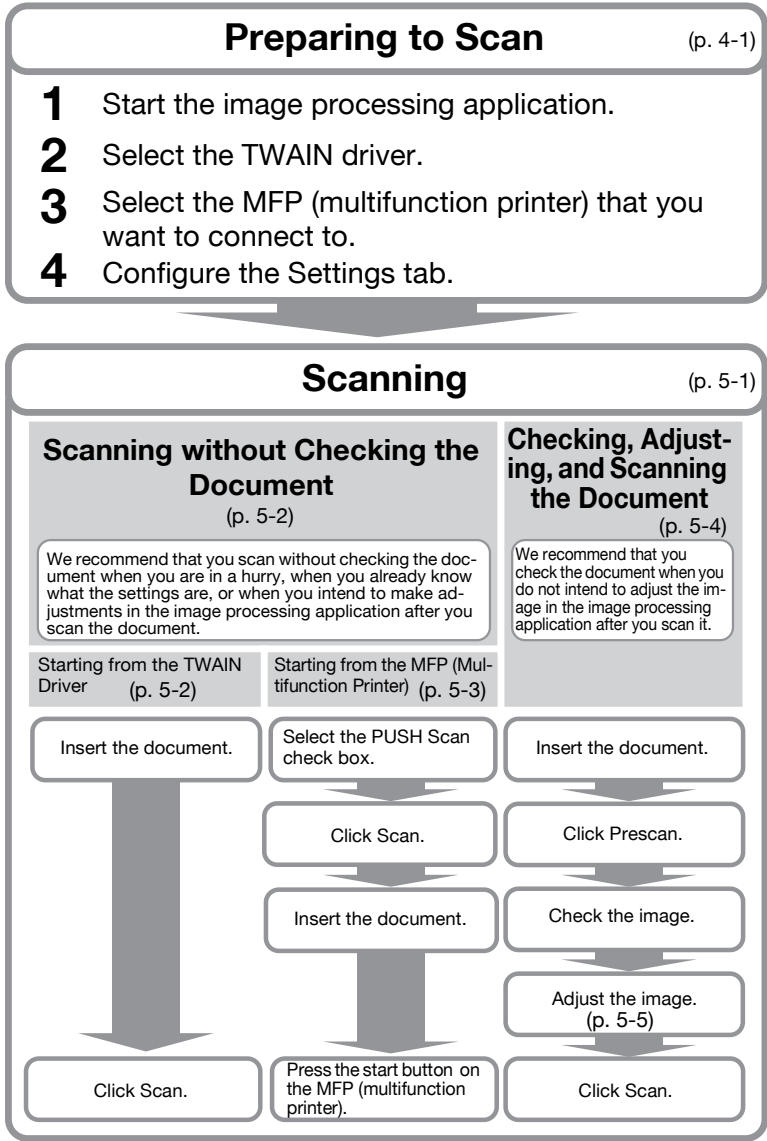 Preparing to Scan (p. 4-1)
1 Start the image processing application.
2 Select the TWAIN driver.
3 Select the MFP (multifunction printer) that you
want to connect to.
4 Configure the Settings tab.
Scanning (p. 5-1)
Scanning without Checking the
Document
(p. 5-2)
We recommend that you scan without checking the doc-
ument when you are in a hurry, when you already know
what the settings are, or when you intend to make ad-
justments in the image processing application after you
scan the document.
Starting from the TWAIN
Driver (p. 5-2)
Insert the document.
Click Scan.
Starting from the MFP (Mul-
tifunction Printer) (p. 5-3)
Select the PUSH Scan
check box.
Click Scan.
Insert the document.
Press the start button on
the MFP (multifunction
printer).
Checking, Adjust-
ing, and Scanning
the Document
(p. 5-4)
We recommend that you
check the document when you
do not intend to adjust the im-
age in the image processing
application after you scan it.
Insert the document.
Click Prescan.
Check the image.
Adjust the image.
(p. 5-5)
Click Scan.